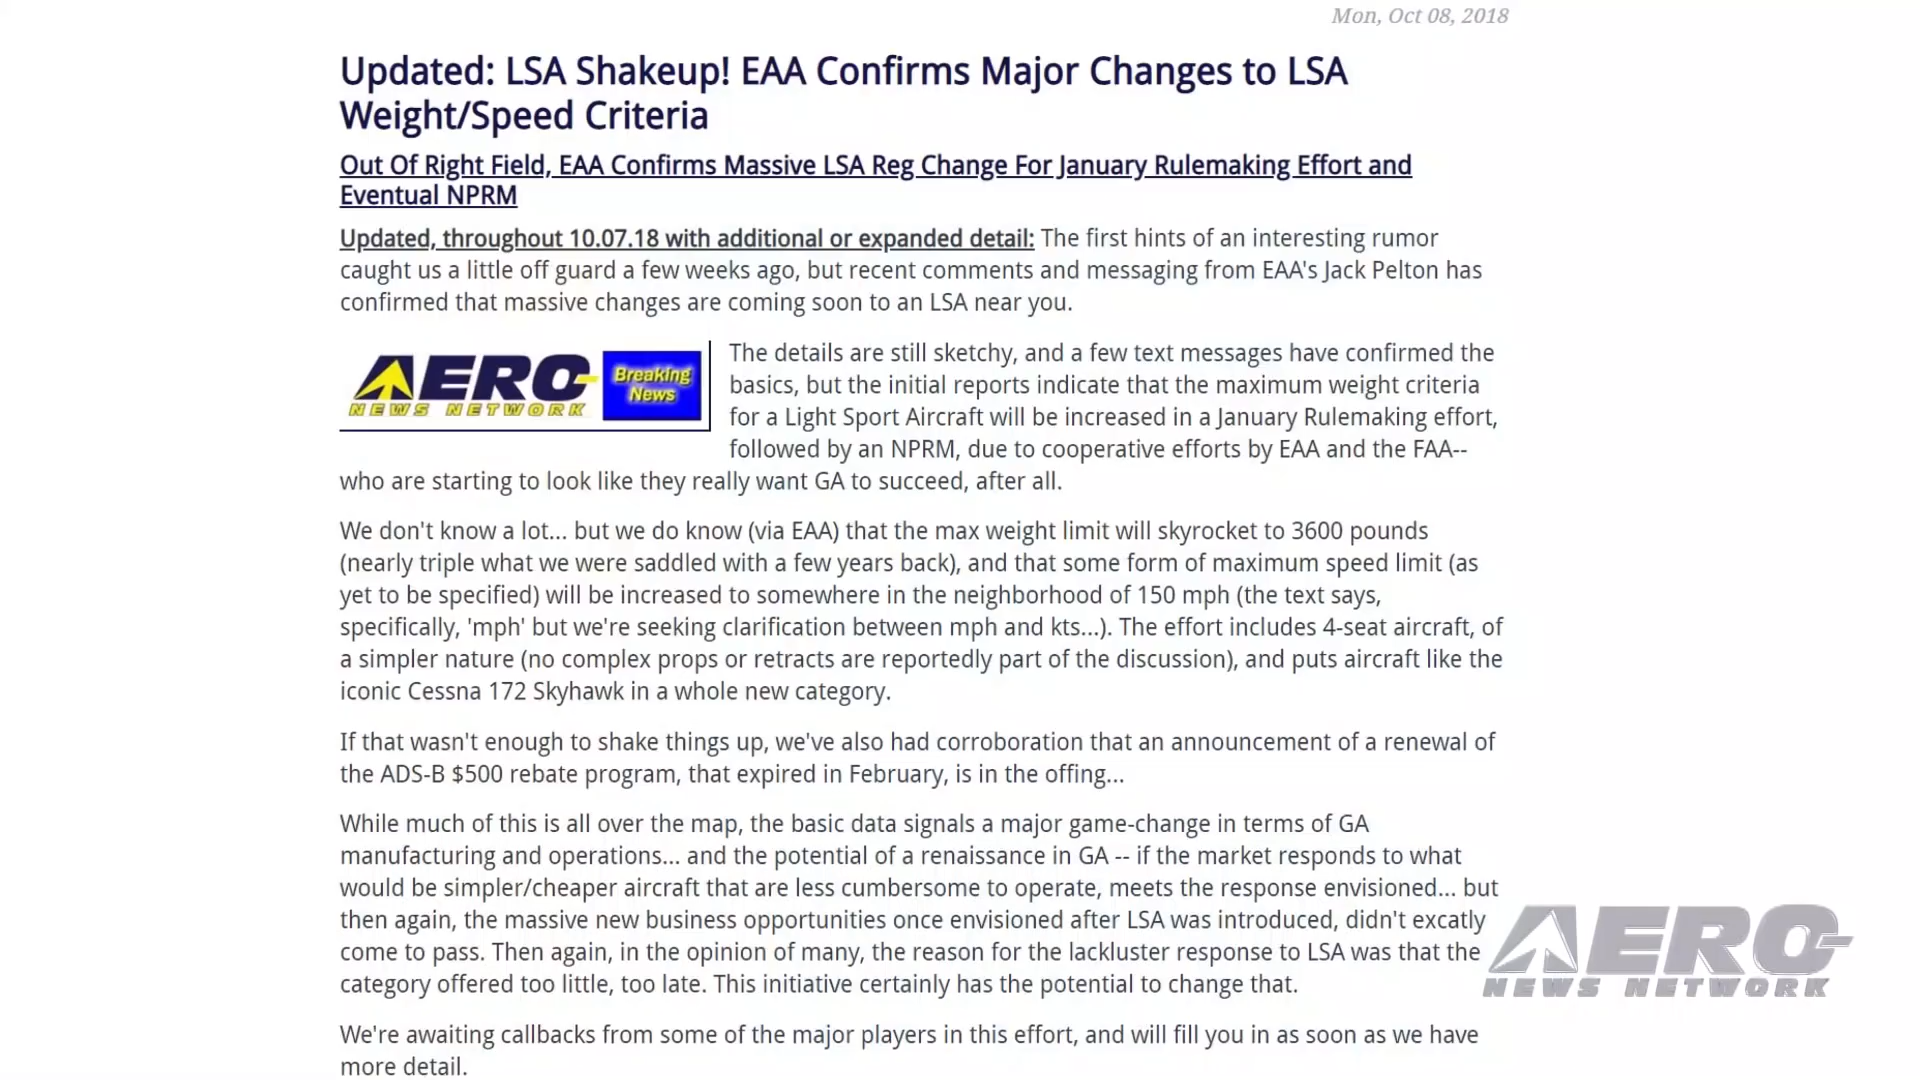 Mon, Oct 08, 2018
Updated: LSA Shakeup! EAA Confirms Major Changes to LSA
Weight/Speed Criteria
Out Of Right Field, EAA Confirms Massive LSA Reg Change For January Rulemaking Effort and
Eventual NPRM
Updated, throughout 10.07.18 with additional or expanded detail: The first hints of an interesting rumor
caught us a little off guard a few weeks ago, but recent comments and messaging from EAA's Jack Pelton has
confirmed that massive changes are coming soon to an LSA near you.
AERO
NEWS NETWORK
Breaking
News
The details are still sketchy, and a few text messages have confirmed the
basics, but the initial reports indicate that the maximum weight criteria
for a Light Sport Aircraft will be increased in a January Rulemaking effort,
followed by an NPRM, due to cooperative efforts by EAA and the FAA--
who are starting to look like they really want GA to succeed, after all.
We don't know a lot... but we do know (via EAA) that the max weight limit will skyrocket to 3600 pounds
(nearly triple what we were saddled with a few years back), and that some form of maximum speed limit (as
yet to be specified) will be increased to somewhere in the neighborhood of 150 mph (the text says,
specifically, 'mph' but we're seeking clarification between mph and kts...). The effort includes 4-seat aircraft, of
a simpler nature (no complex props or retracts are reportedly part of the discussion), and puts aircraft like the
iconic Cessna 172 Skyhawk in a whole new category.
If that wasn't enough to shake things up, we've also had corroboration that an announcement of a renewal of
the ADS-B $500 rebate program, that expired in February, is in the offing...
While much of this is all over the map, the basic data signals a major game-change in terms of GA
manufacturing and operations... and the potential of a renaissance in GA -- if the market responds to what
would be simpler/cheaper aircraft that are less cumbersome to operate, meets the response envisioned... but
then again, the massive new business opportunities once envisioned after LSA was introduced, didn't excatly
come to pass. Then again, in the opinion of many, the reason for the lackluster response to LSA was that the
category offered too little, too late. This initiative certainly has the potential to change that.
We're awaiting callbacks from some of the major players in this effort, and will fill you in as soon as we have
more detail.
AERO
NEWS NETWORK